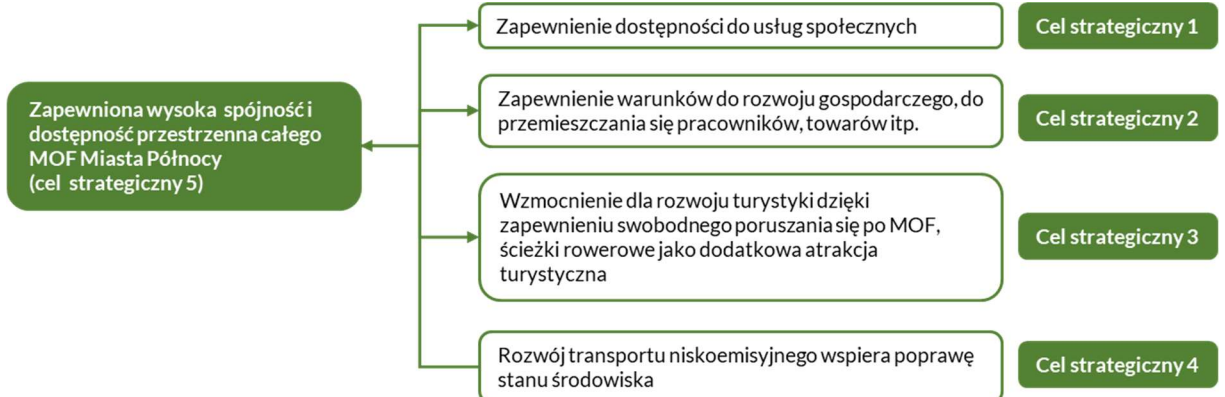 Zapewniona wysoka spójność i
dostępność przestrzenna całego
MOF Miasta Północy
(cel strategiczny 5)
Zapewnienie dostępności do usług społecznych
Cel strategiczny 1
Zapewnienie warunków do rozwoju gospodarczego, do
przemieszczania się pracowników, towarów itp.
Cel strategiczny 2
Wzmocnienie dla rozwoju turystyki dzięki
zapewnieniu swobodnego poruszania się po MOF,
ścieżki rowerowe jako dodatkowa atrakcja
turystyczna
Cel strategiczny 3
Rozwój transportu niskoemisyjnego wspiera poprawę
stanu środowiska
Cel strategiczny 4